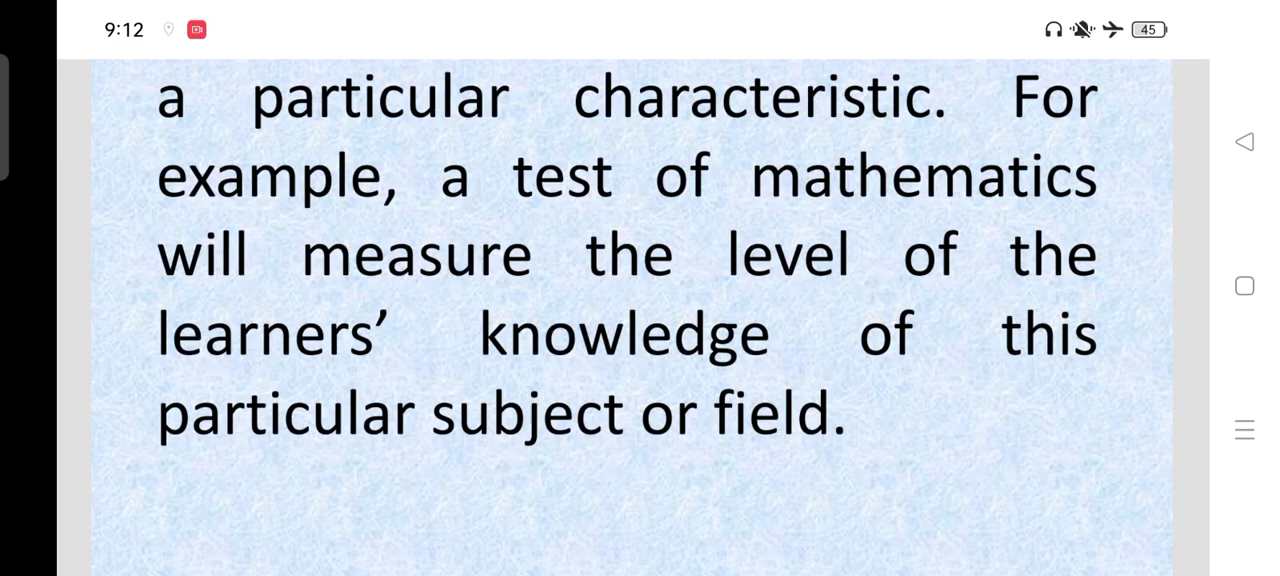 9:12
45
a particular characteristic. For
example, a test of mathematics
will measure the level of the
learners’ knowledge of this
particular subject or field.